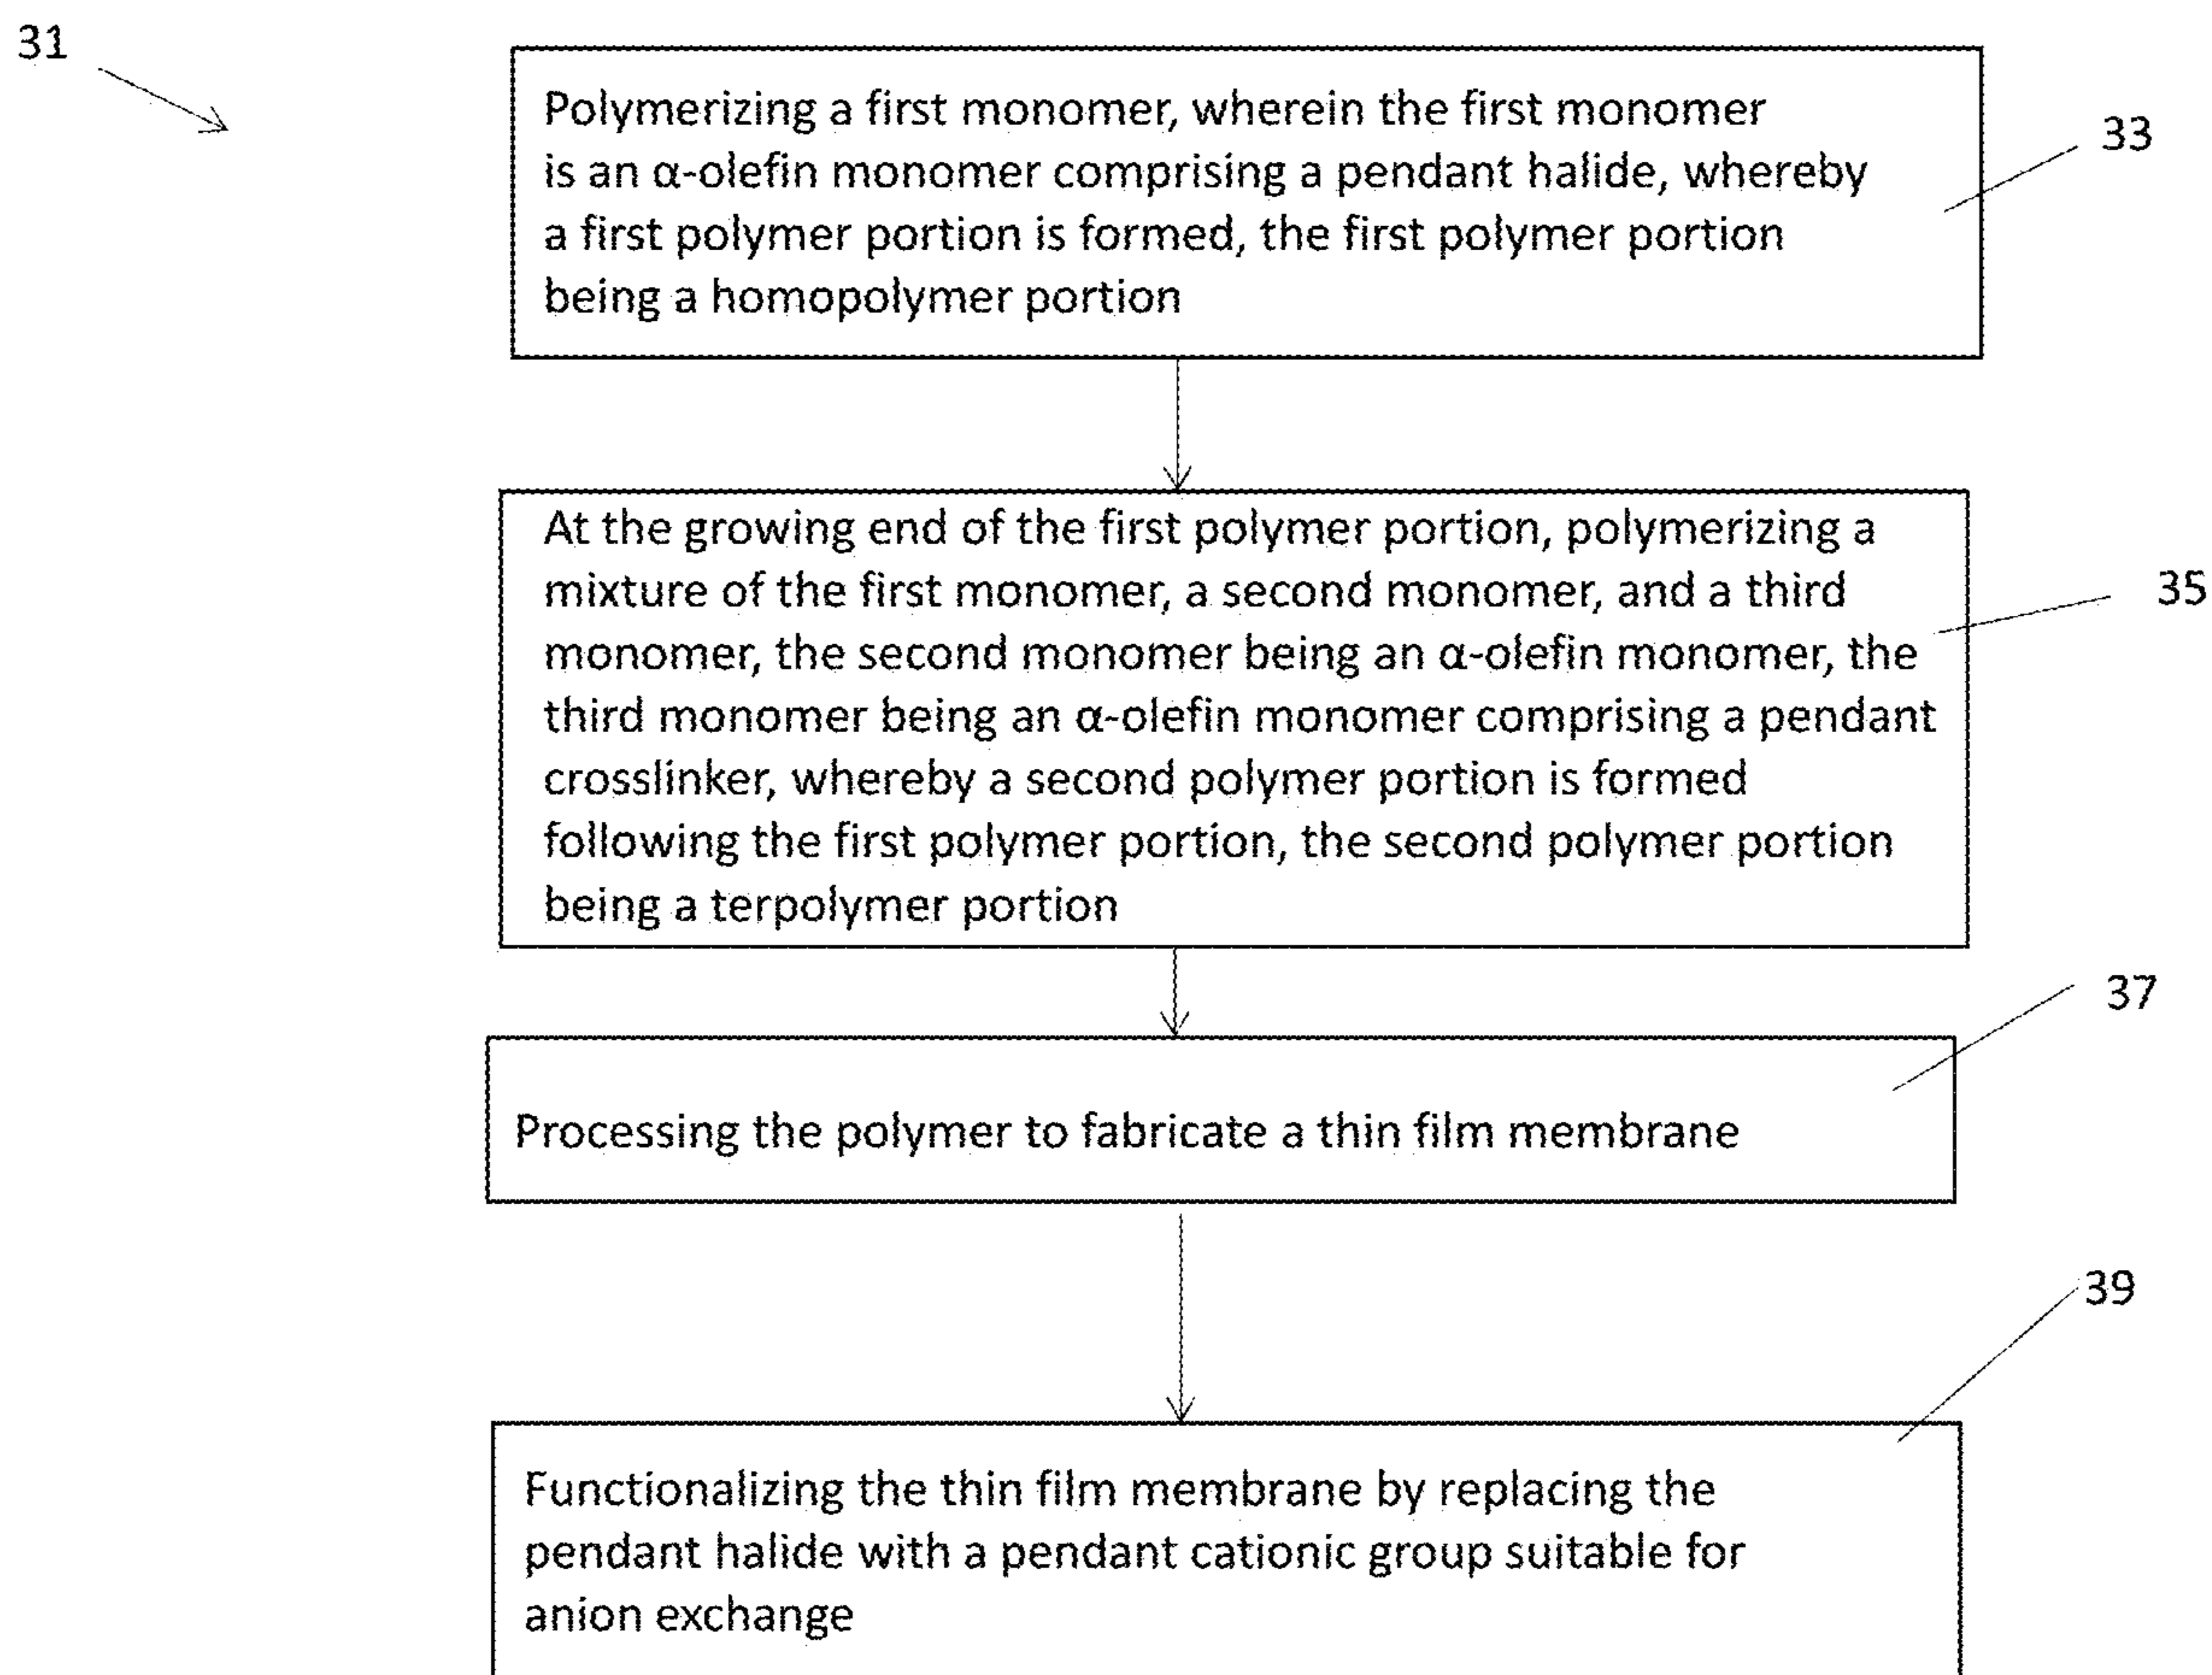 31
Polymerizing a first monomer, wherein the first monomer
is an α-olefin monomer comprising a pendant halide, whereby
a first polymer portion is formed, the first polymer portion
being a homopolymer portion
33
At the growing end of the first polymer portion, polymerizing a
mixture of the first monomer, a second monomer, and a third
monomer, the second monomer being an α-olefin monomer, the
third monomer being an α-olefin monomer comprising a pendant
crosslinker, whereby a second polymer portion is formed
following the first polymer portion, the second polymer portion
being a terpolymer portion
35
37
Processing the polymer to fabricate a thin film membrane
39
Functionalizing the thin film membrane by replacing the
pendant halide with a pendant cationic group suitable for
anion exchange